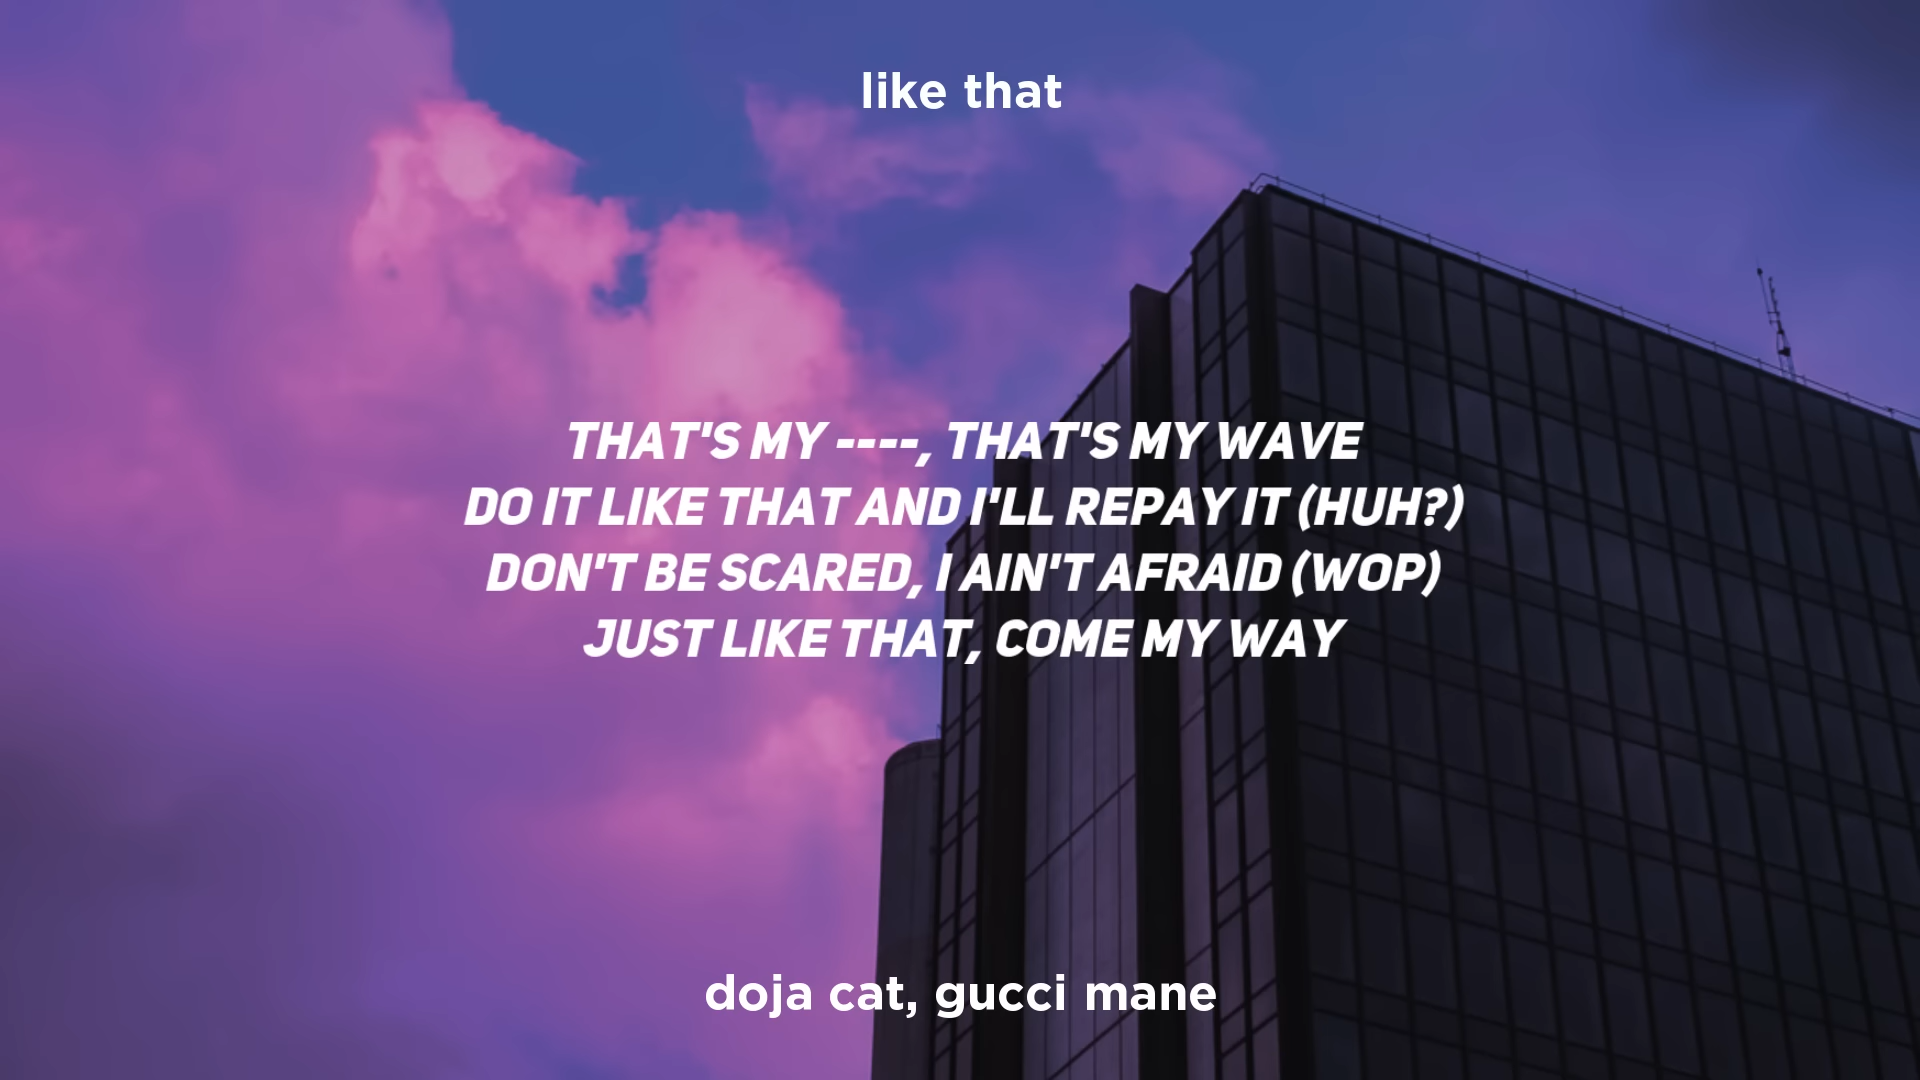 like that
THAT'S MY ----, THAT'S MY WAVE
DO IT LIKE THAT AND I'LL REPAY IT (HUH?)
DON'T BE SCARED, I AIN'T AFRAID (WOP)
JUST LIKE THAT, COME MY WAY
doja cat, gucci mane